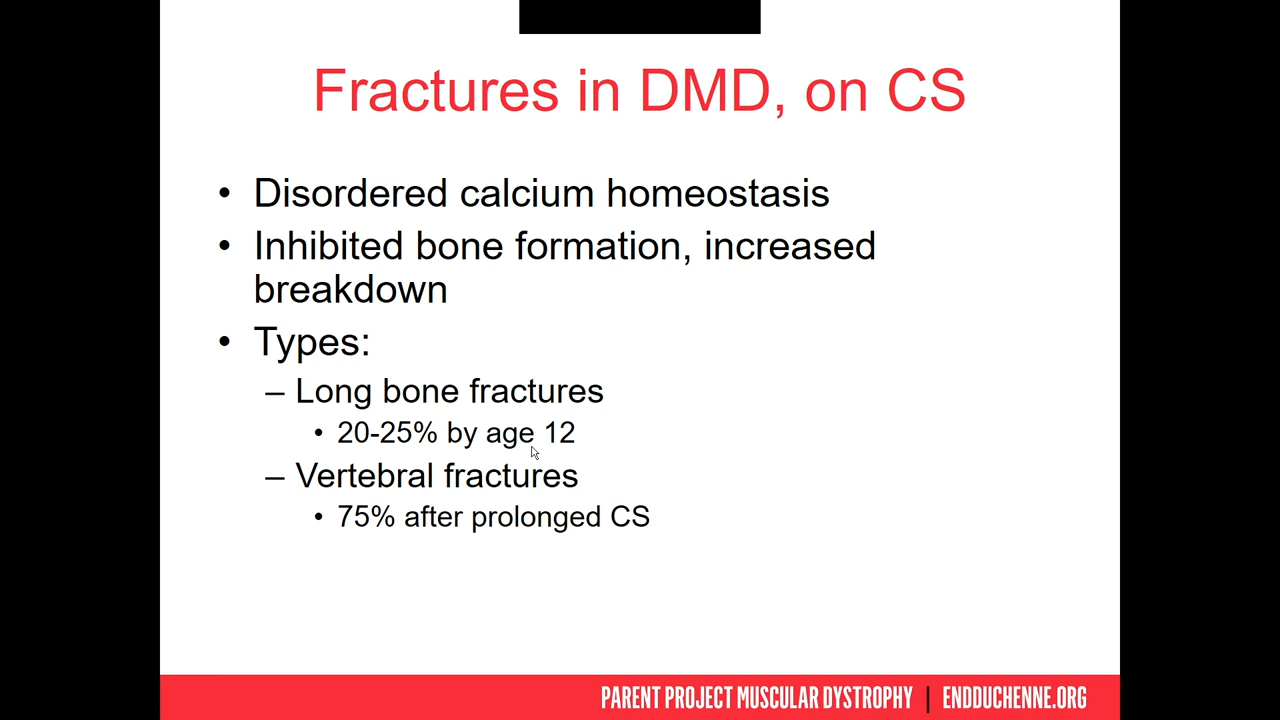 Fractures in DMD, on CS
• Disordered calcium homeostasis
• Inhibited bone formation, increased
breakdown
• Types:
– Long bone fractures
• 20-25% by age 12
– Vertebral fractures
• 75% after prolonged CS
PARENT PROJECT MUSCULAR DYSTROPHY | ENDDUCHENNE.ORG